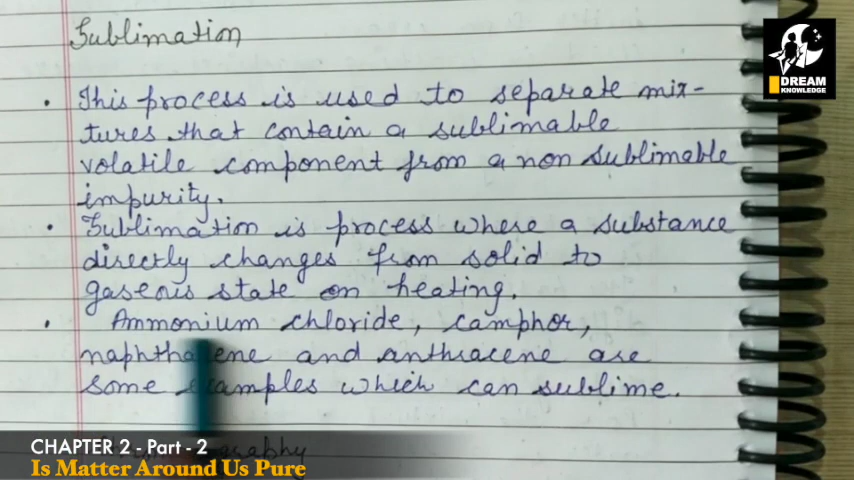 Sublimation
DREAM
KNOWLEDGE
• This process is used to separate mix-
tures that contain a sublimable
volatile component from a non sublimable
impurity.
• Sublimation is process where a substance
directly changes from solid to
gaseous state on heating.
• Ammonium chloride, camphor,
naphthalene and anthracene are
some examples which can sublime.
CHAPTER 2 - Part - 2
Is Matter Around Us Pure